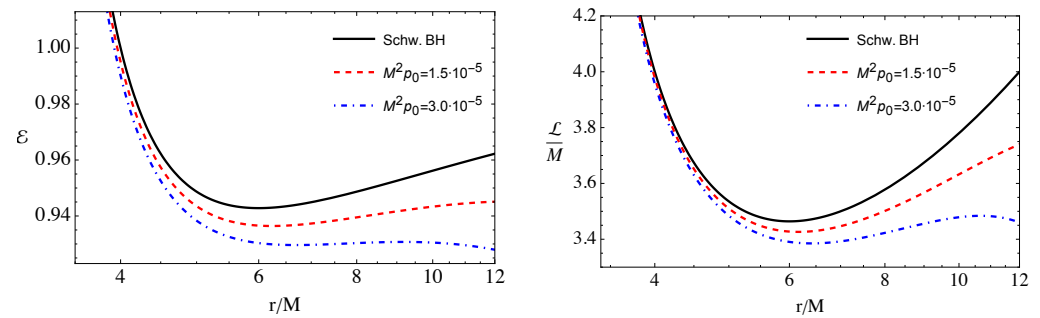 1.00
0.98
0.96
0.94
ℰ
4
6
8
10
12
r/M
Schw. BH
M²p₀=1.5·10⁻⁵
M²p₀=3.0·10⁻⁵
4.2
4.0
3.8
3.6
3.4
ℒ
M
4
6
8
10
12
r/M
Schw. BH
M²p₀=1.5·10⁻⁵
M²p₀=3.0·10⁻⁵